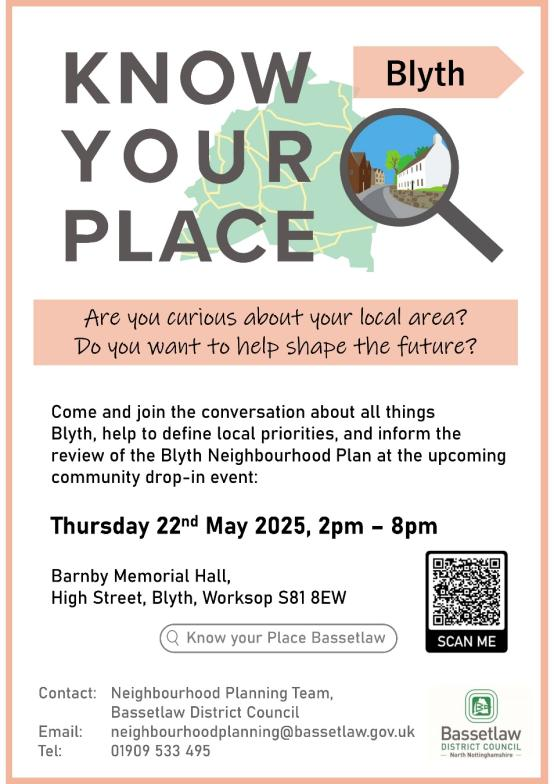 KNOW
YOUR
PLACE
Blyth
Are you curious about your local area?
Do you want to help shape the future?
Come and join the conversation about all things
Blyth, help to define local priorities, and inform the
review of the Blyth Neighbourhood Plan at the upcoming
community drop-in event:
Thursday 22nd May 2025, 2pm – 8pm
Barnby Memorial Hall,
High Street, Blyth, Worksop S81 8EW
Know your Place Bassetlaw
SCAN ME
Contact: Neighbourhood Planning Team,
Bassetlaw District Council
Email: neighbourhoodplanning@bassetlaw.gov.uk
Tel: 01909 533 495
Bassetlaw
DISTRICT COUNCIL
North Nottinghamshire